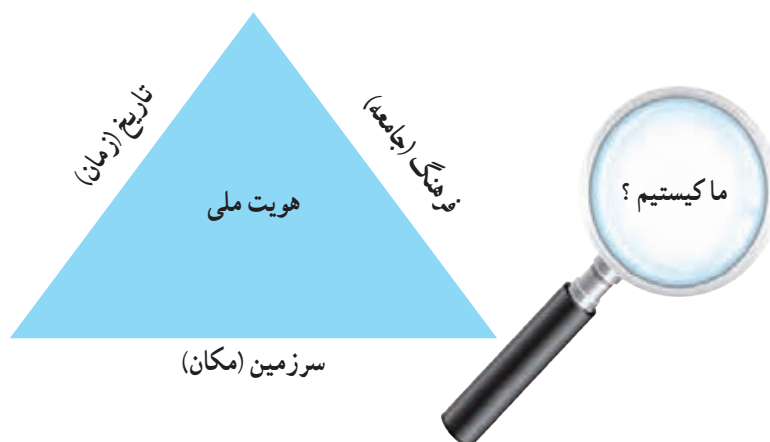 ما کیستیم ؟
فرهنگ (جامعه)
تاریخ (زمان)
هویت ملی
سرزمین (مکان)